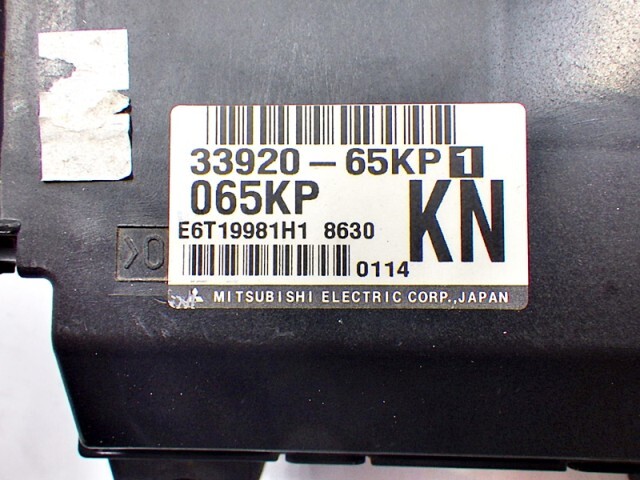 33920-65KP1
065KP
KN
E6T19981H1 8630
0114
MITSUBISHI ELECTRIC CORP., JAPAN
>O